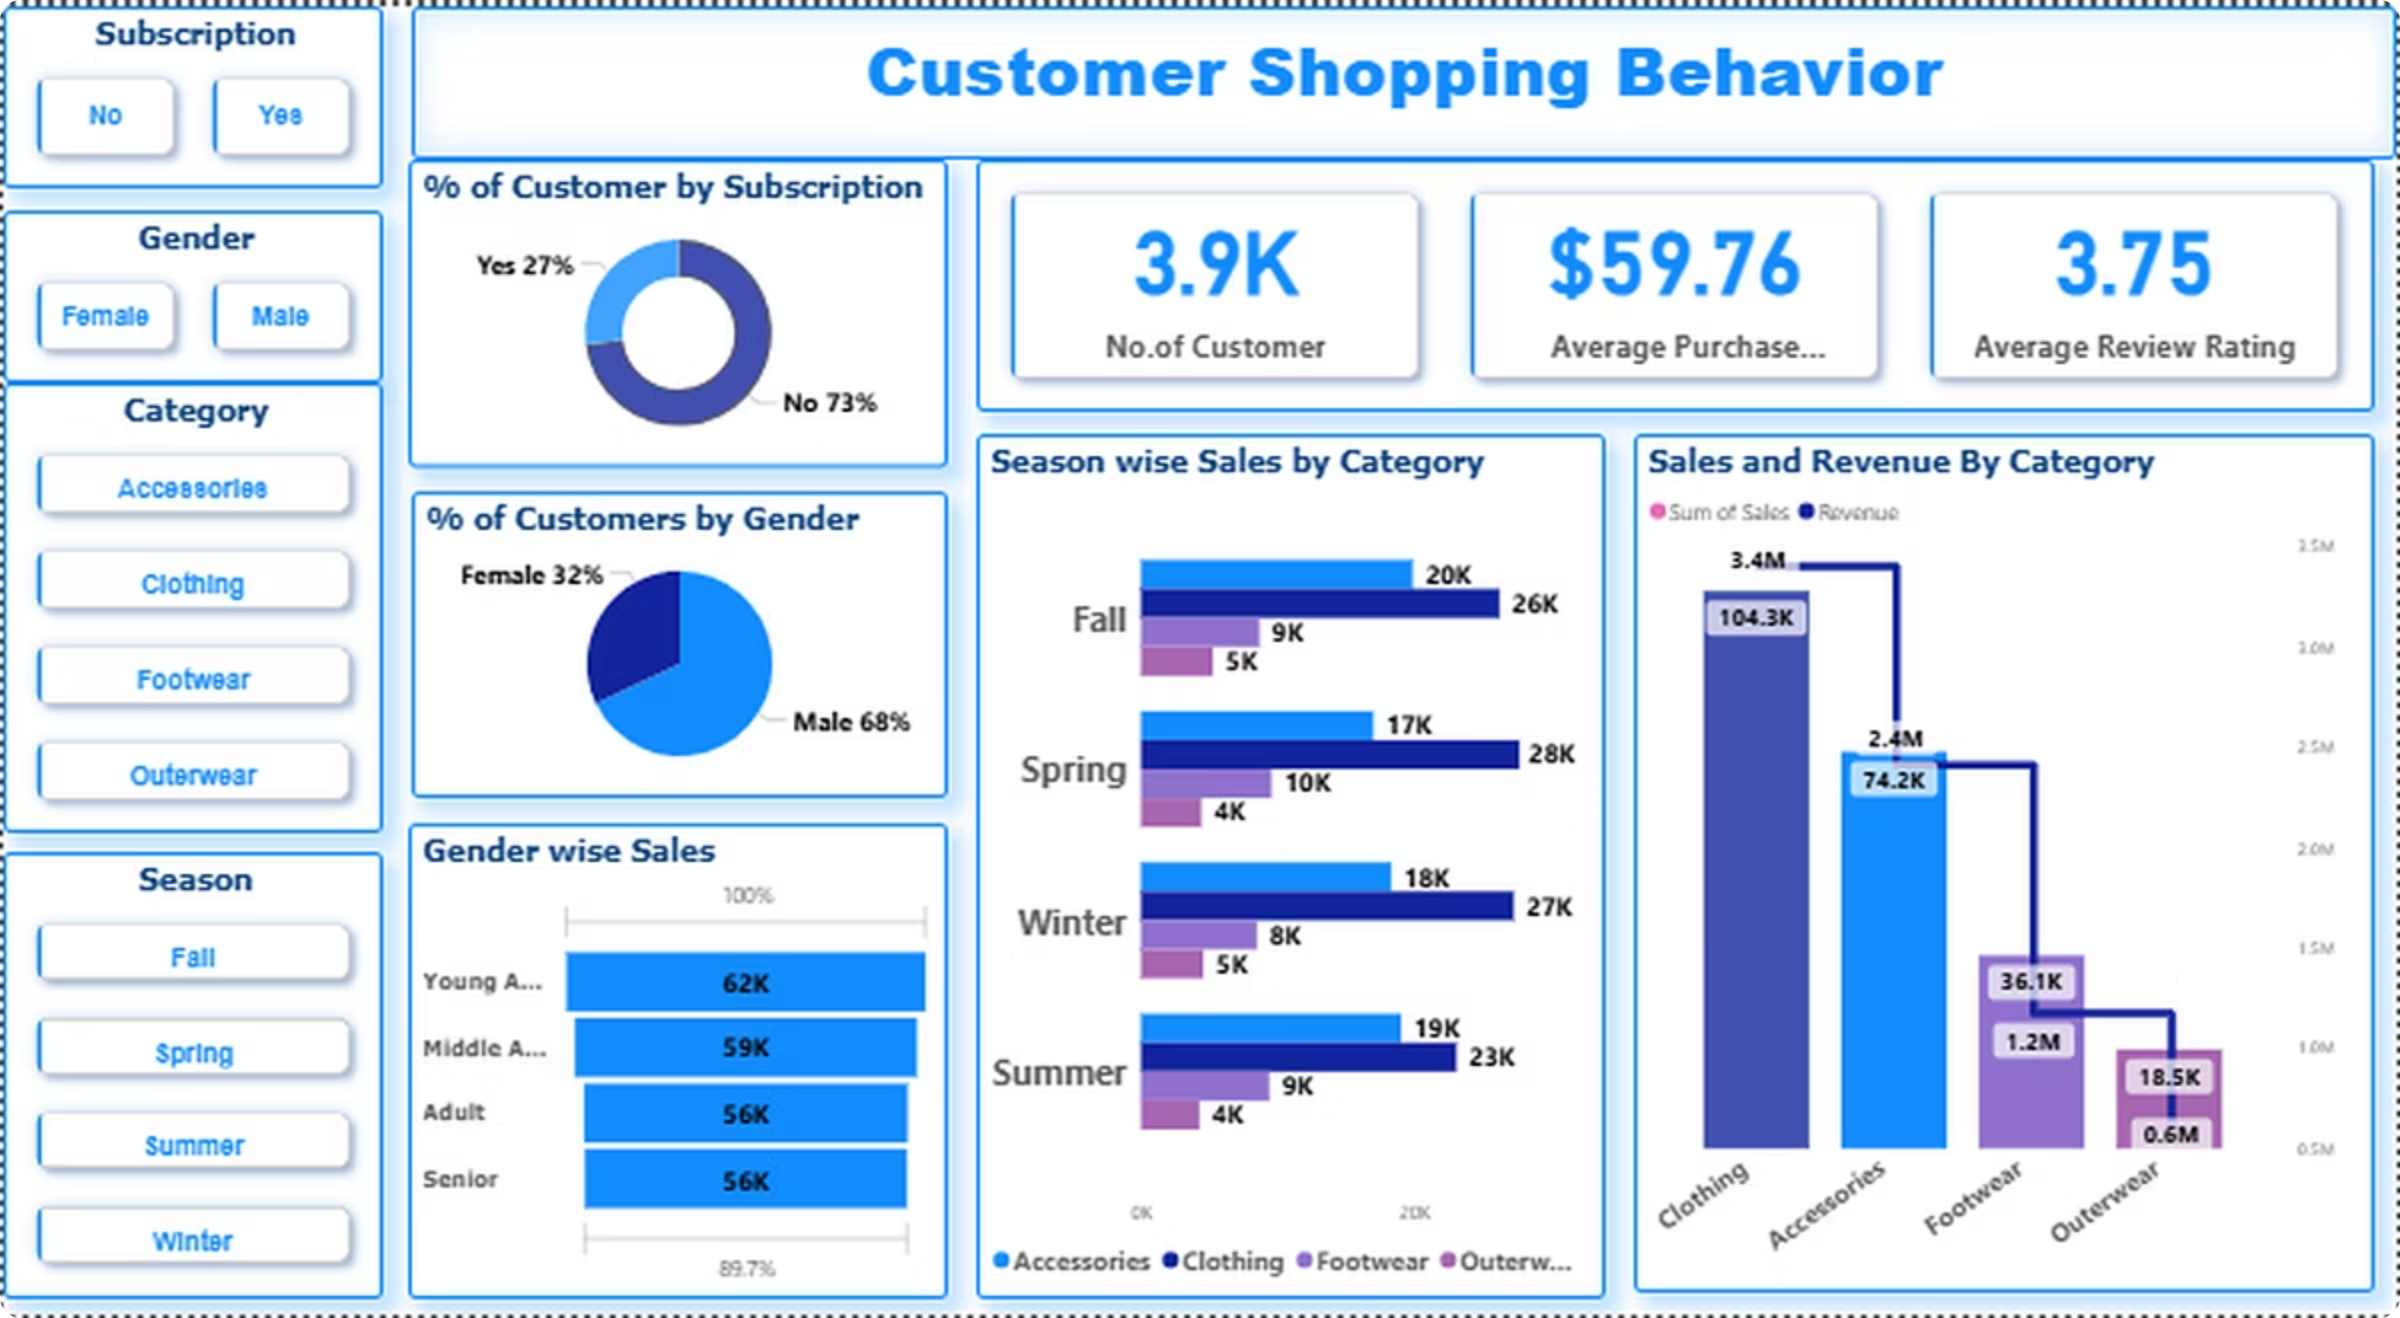 Subscription
No Yes
Gender
Female Male
Category
Accessories
Clothing
Footwear
Outerwear
Season
Fall
Spring
Summer
Winter
Customer Shopping Behavior
% of Customer by Subscription
Yes 27%
No 73%
% of Customers by Gender
Female 32%
Male 68%
Gender wise Sales
100%
Young A... 62K
Middle A... 59K
Adult 56K
Senior 56K
89.7%
3.9K
No.of Customer
$59.76
Average Purchase...
3.75
Average Review Rating
Season wise Sales by Category
Fall 20K
26K
9K
5K
Spring 17K
28K
10K
4K
Winter 18K
27K
8K
5K
Summer 19K
23K
9K
4K
0K 20K
Accessories Clothing Footwear Outerw...
Sales and Revenue By Category
Sum of Sales Revenue
3.4M
104.3K
2.4M
74.2K
36.1K
1.2M
18.5K
0.6M
3.5M
3.0M
2.5M
2.0M
1.5M
1.0M
0.5M
Clothing Accessories Footwear Outerwear